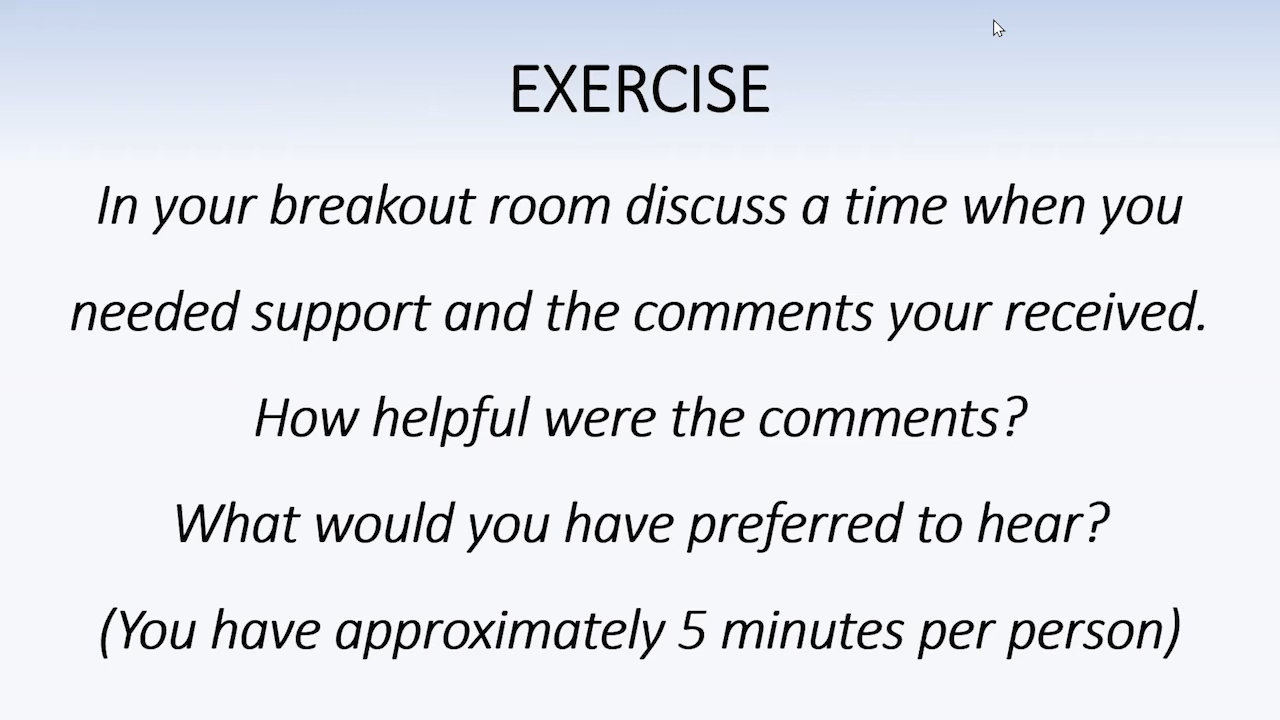 EXERCISE
In your breakout room discuss a time when you
needed support and the comments your received.
How helpful were the comments?
What would you have preferred to hear?
(You have approximately 5 minutes per person)